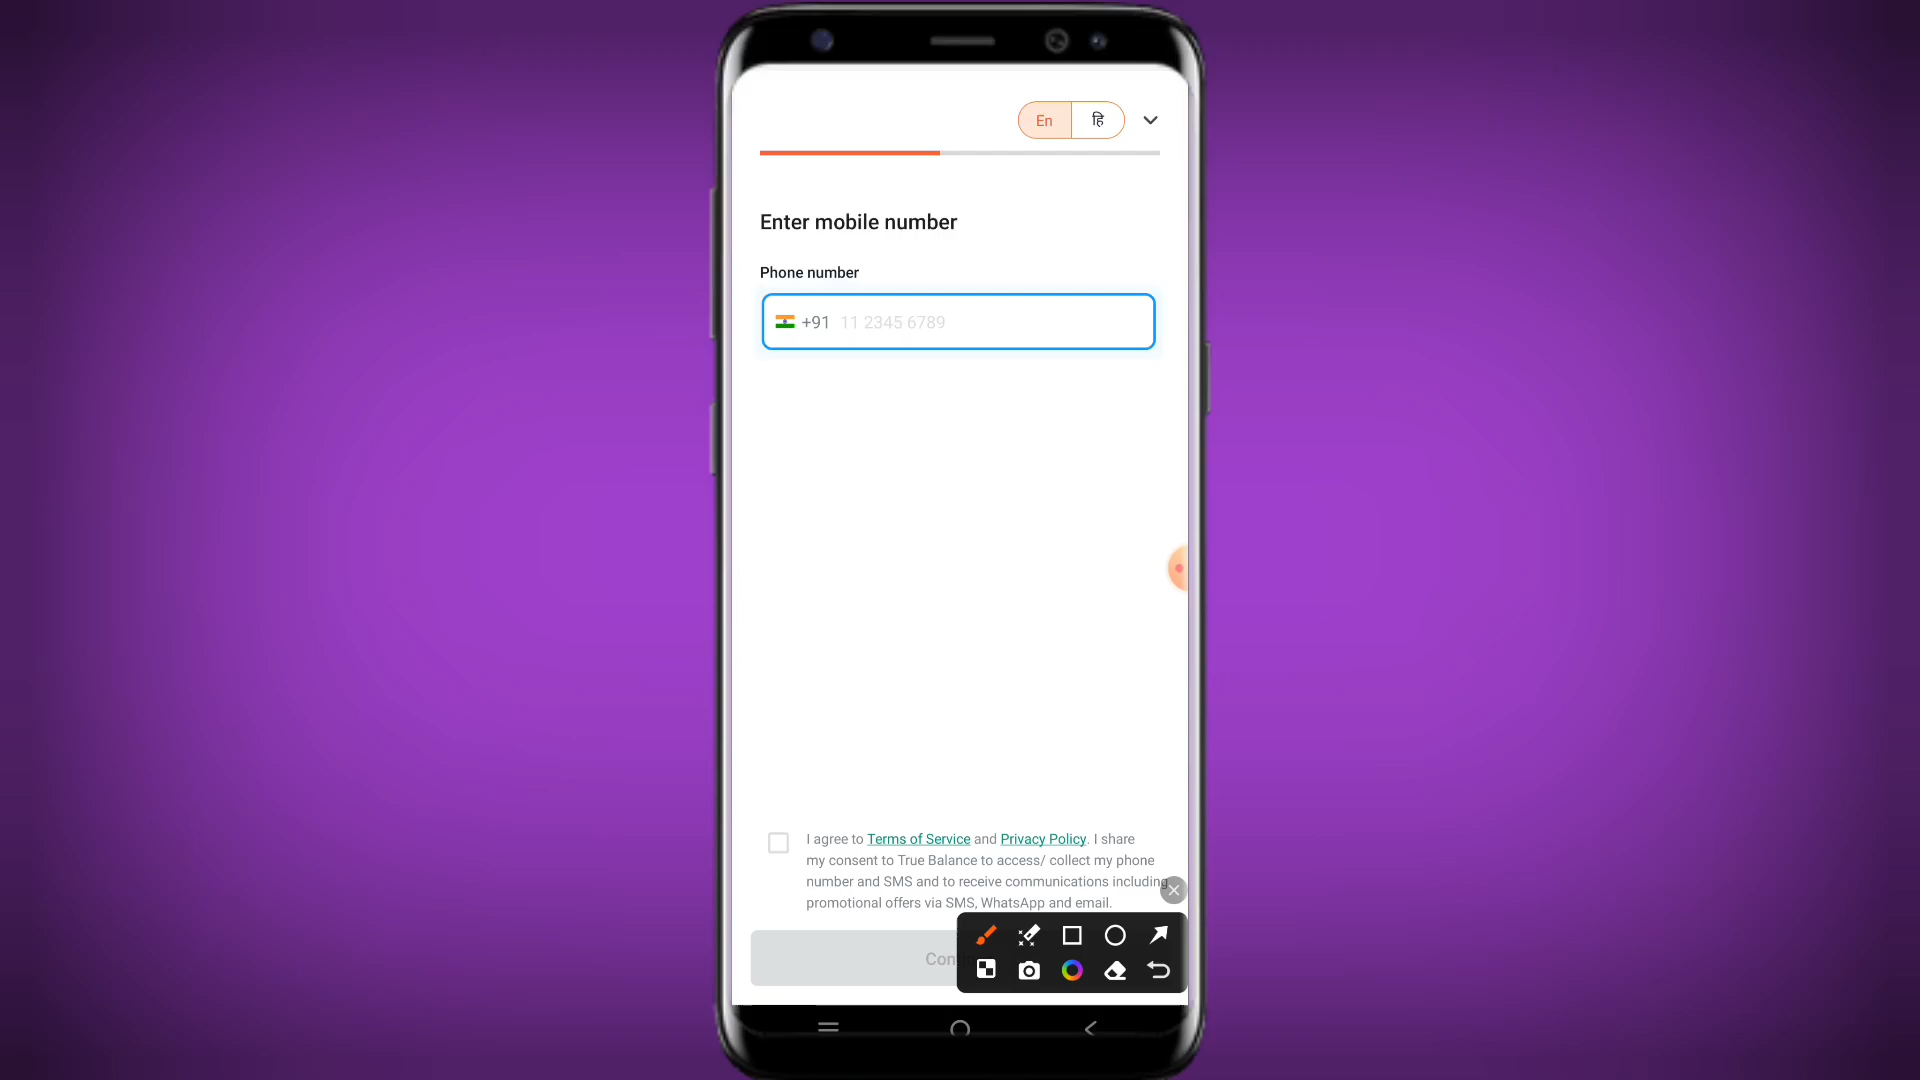 En हि
Enter mobile number
Phone number
+91 11 2345 6789
I agree to Terms of Service and Privacy Policy. I share
my consent to True Balance to access/ collect my phone
number and SMS and to receive communications including
promotional offers via SMS, WhatsApp and email.